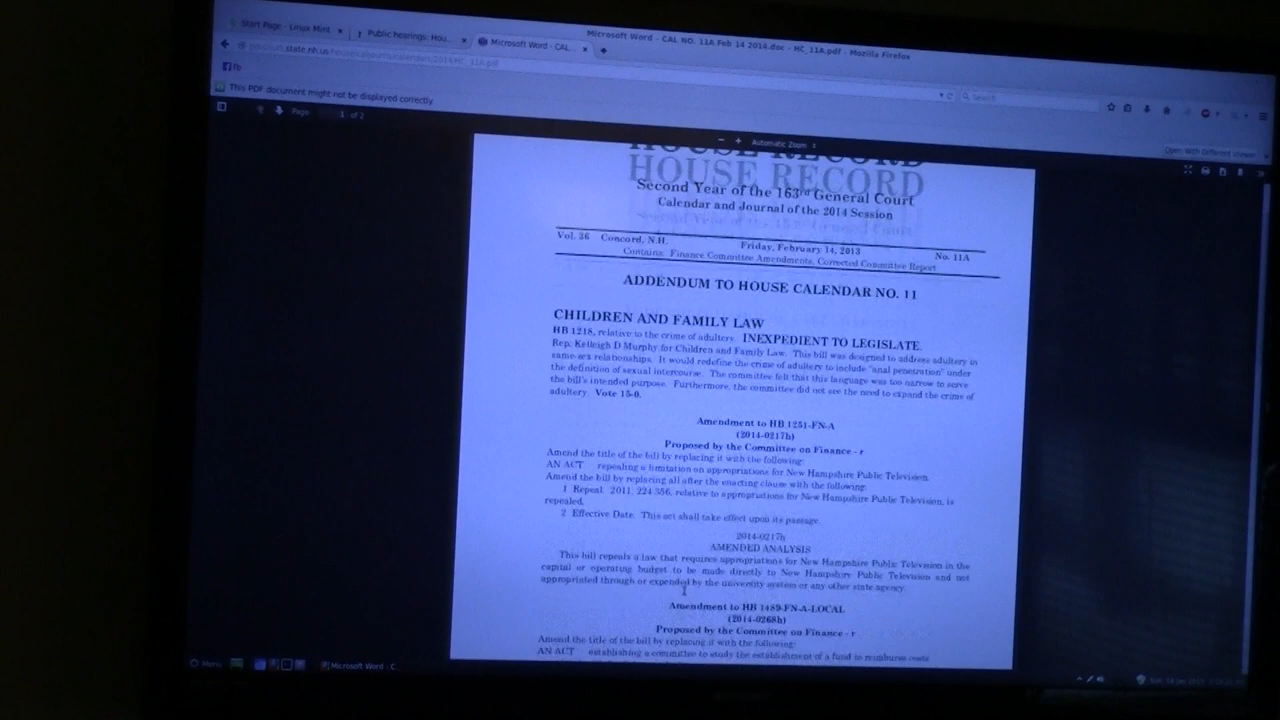 Microsoft Word - CAL NO. 11A Feb 14 2014.doc - HC_11A.pdf - Mozilla Firefox
Start Page - Linux Mint
Public hearings: Hou...
Microsoft Word - CAL...
state.nh.us
fb
Search
This PDF document might not be displayed correctly.
Open With Different Viewer
Page 1 of 2
Automatic Zoom
HOUSE RECORD
HOUSE RECORD
Second Year of the 163rd General Court
Calendar and Journal of the 2014 Session
Vol. 36 Concord, N.H. Friday, February 14, 2013 No. 11A
Contains: Finance Committee Amendments, Corrected Committee Report
ADDENDUM TO HOUSE CALENDAR NO. 11
CHILDREN AND FAMILY LAW
HB 1218, relative to the crime of adultery. INEXPEDIENT TO LEGISLATE.
Rep. Kelleigh D Murphy for Children and Family Law. This bill was designed to address adultery in
same-sex relationships. It would redefine the crime of adultery to include "anal penetration" under
the definition of sexual intercourse. The committee felt that this language was too narrow to serve
the bill's intended purpose. Furthermore, the committee did not see the need to expand the crime of
adultery. Vote 15-0.
Amendment to HB 1251-FN-A
(2014-0217h)
Proposed by the Committee on Finance - r
Amend the title of the bill by replacing it with the following:
AN ACT repealing a limitation on appropriations for New Hampshire Public Television.
Amend the bill by replacing all after the enacting clause with the following:
1 Repeal. 2011, 224:356, relative to appropriations for New Hampshire Public Television, is
repealed.
2 Effective Date. This act shall take effect upon its passage.
2014-0217h
AMENDED ANALYSIS
This bill repeals a law that requires appropriations for New Hampshire Public Television in the
capital or operating budget to be made directly to New Hampshire Public Television and not
appropriated through or expended by the university system or any other state agency.
Amendment to HB 1489-FN-A-LOCAL
(2014-0268h)
Proposed by the Committee on Finance - r
Amend the title of the bill by replacing it with the following:
AN ACT establishing a committee to study the establishment of a fund to reimburse costs
Menu
Microsoft Word - C...